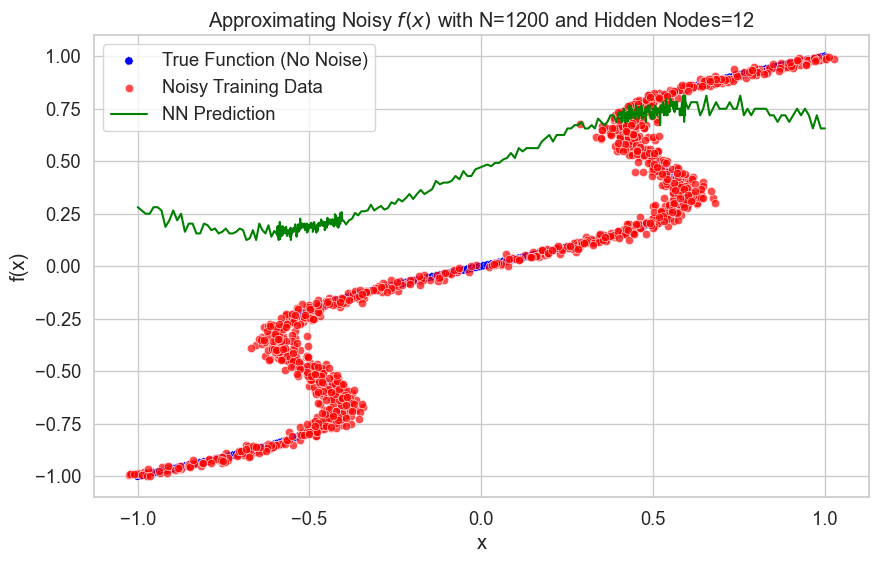 Approximating Noisy f(x) with N=1200 and Hidden Nodes=12
True Function (No Noise)
Noisy Training Data
NN Prediction
1.00
0.75
0.50
0.25
0.00
−0.25
−0.50
−0.75
−1.00
f(x)
−1.0 −0.5 0.0 0.5 1.0
x